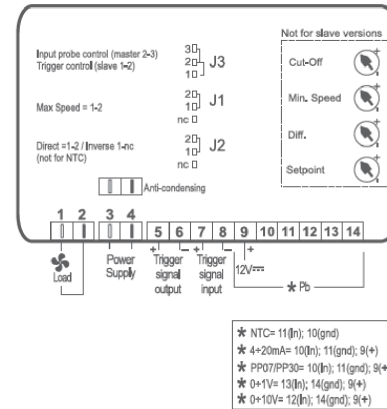 Not for slave versions
Input probe control (master 2-3)
Trigger control (slave 1-2)
3
2
1
J3
Cut-Off
Max Speed = 1-2
2
1
nc
J1
Min. Speed
Direct =1-2 / Inverse 1-nc
(not for NTC)
2
1
nc
J2
Diff.
Setpoint
Anti-condensing
1 2 3 4 5 6 7 8 9 10 11 12 13 14
+ − + − +
Load
Power
Supply
Trigger
signal
output
Trigger
signal
input
12V
* Pb
* NTC= 11(In); 10(gnd)
* 4÷20mA= 10(In); 11(gnd); 9(+)
* PP07/PP30= 10(In); 11(gnd); 9(+
* 0÷1V= 13(In); 14(gnd); 9(+)
* 0÷10V= 12(In); 14(gnd); 9(+)